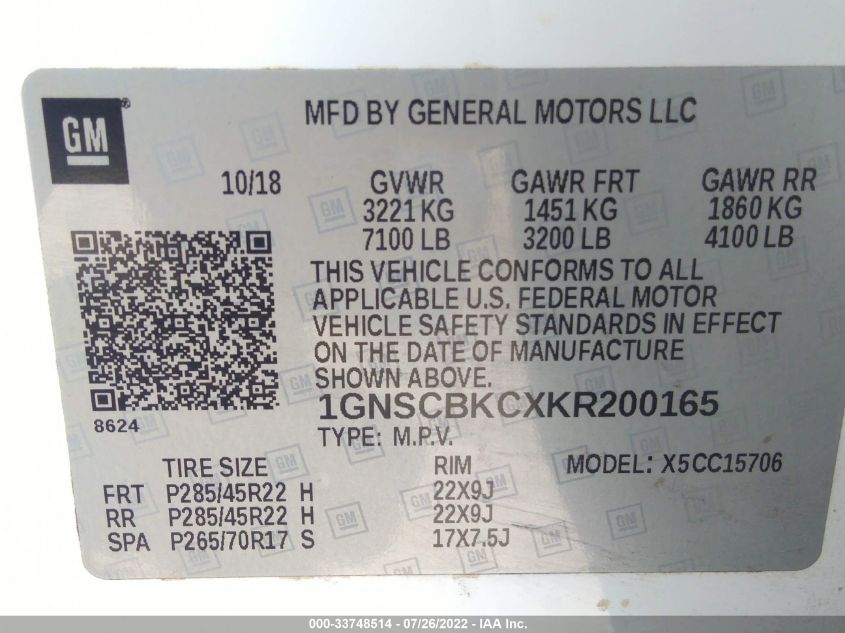 GM ®
MFD BY GENERAL MOTORS LLC
10/18 GVWR GAWR FRT GAWR RR
3221 KG 1451 KG 1860 KG
7100 LB 3200 LB 4100 LB
THIS VEHICLE CONFORMS TO ALL
APPLICABLE U.S. FEDERAL MOTOR
VEHICLE SAFETY STANDARDS IN EFFECT
ON THE DATE OF MANUFACTURE
SHOWN ABOVE.
1GNSCBKCXKR200165
8624
TYPE: M.P.V.
TIRE SIZE RIM MODEL: X5CC15706
FRT P285/45R22 H 22X9J
RR P285/45R22 H 22X9J
SPA P265/70R17 S 17X7.5J
000-33748514 - 07/26/2022 - IAA Inc.